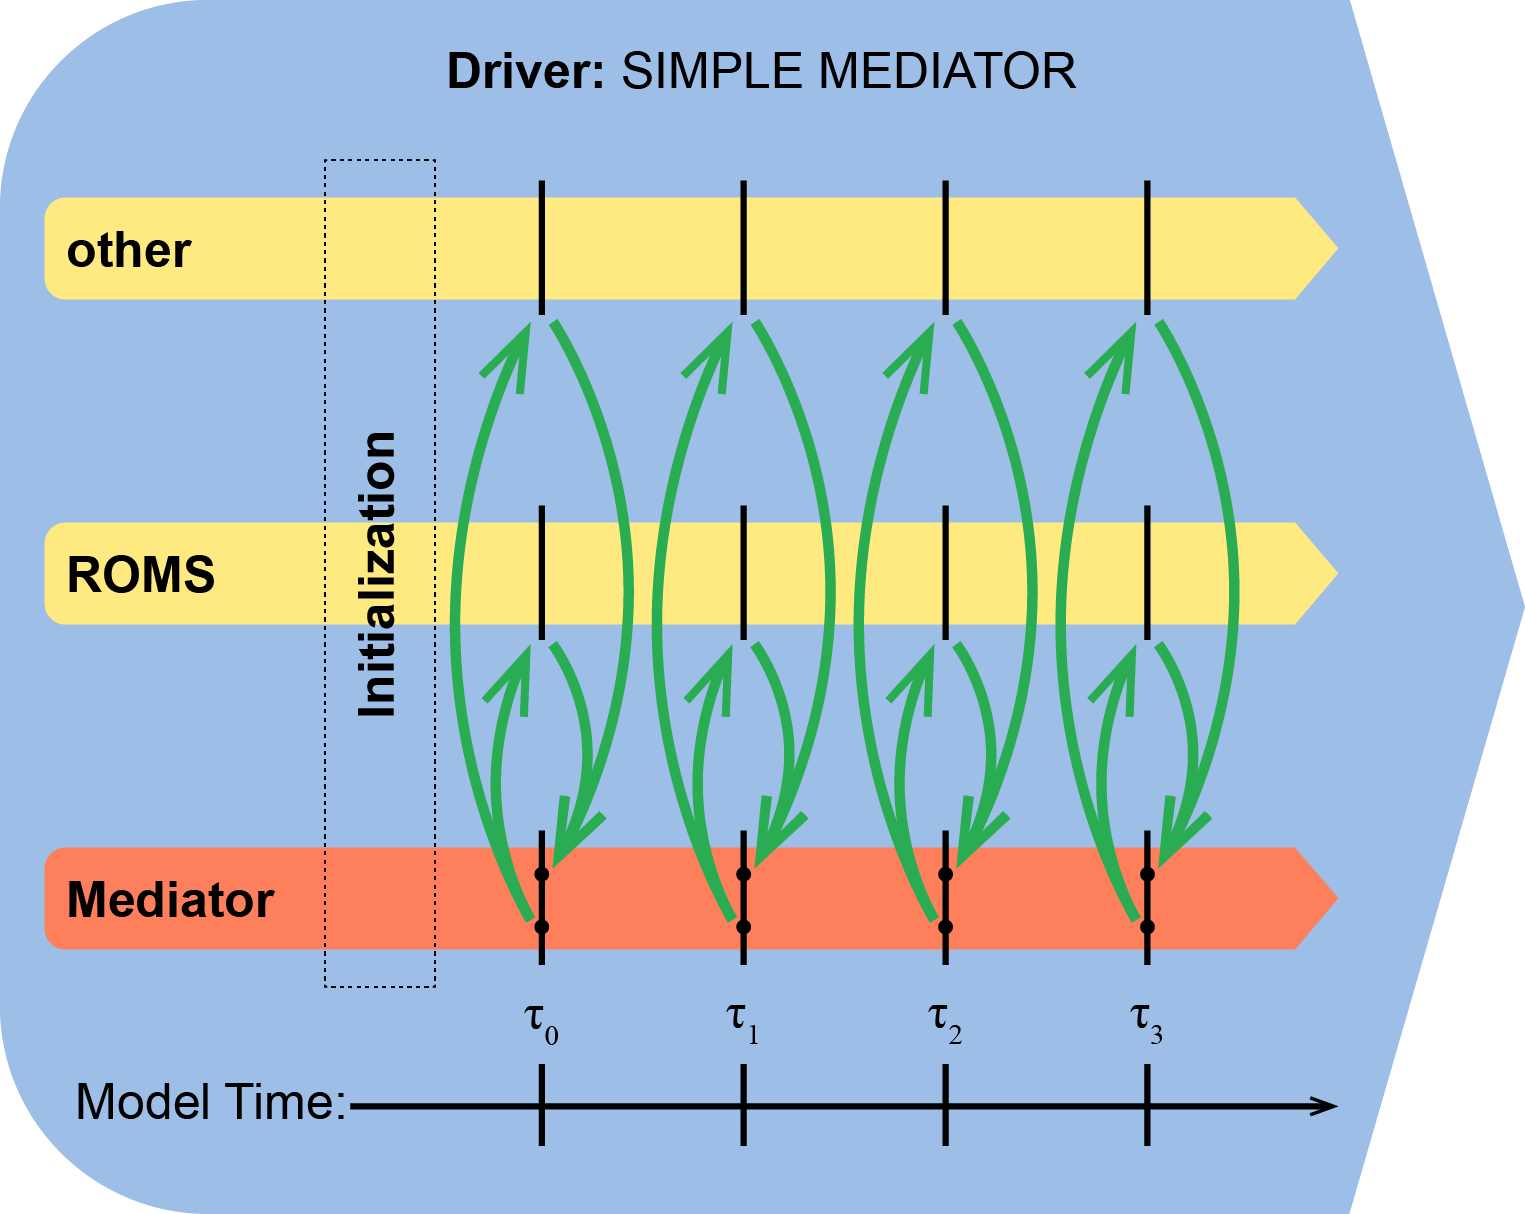 Driver: SIMPLE MEDIATOR
other
Initialization
ROMS
Mediator
τ0 τ1 τ2 τ3
Model Time: